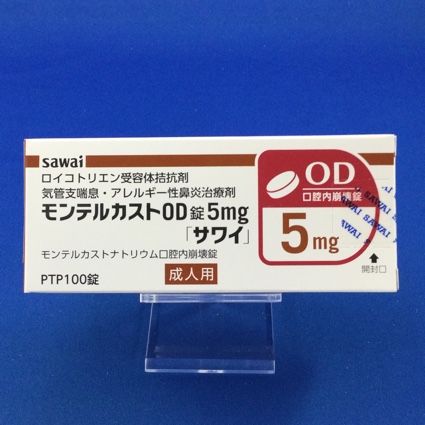 sawai
ロイコトリエン受容体拮抗剤
気管支喘息・アレルギー性鼻炎治療剤
モンテルカストOD錠5mg
「サワイ」
モンテルカストナトリウム口腔内崩壊錠
PTP100錠
成人用
OD
口腔内崩壊錠
5mg
SAWAI SAWAI
SAWAI
開封口